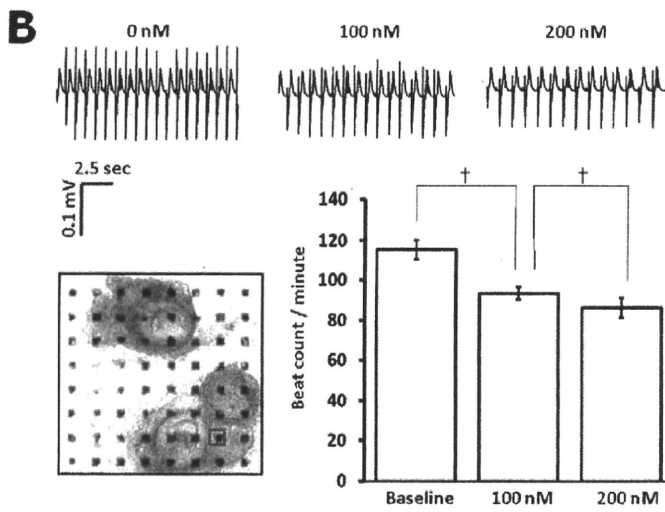 B
0 nM
100 nM
200 nM
2.5 sec
0.1 mV
†
†
Beat count / minute
140
120
100
80
60
40
20
0
Baseline
100 nM
200 nM